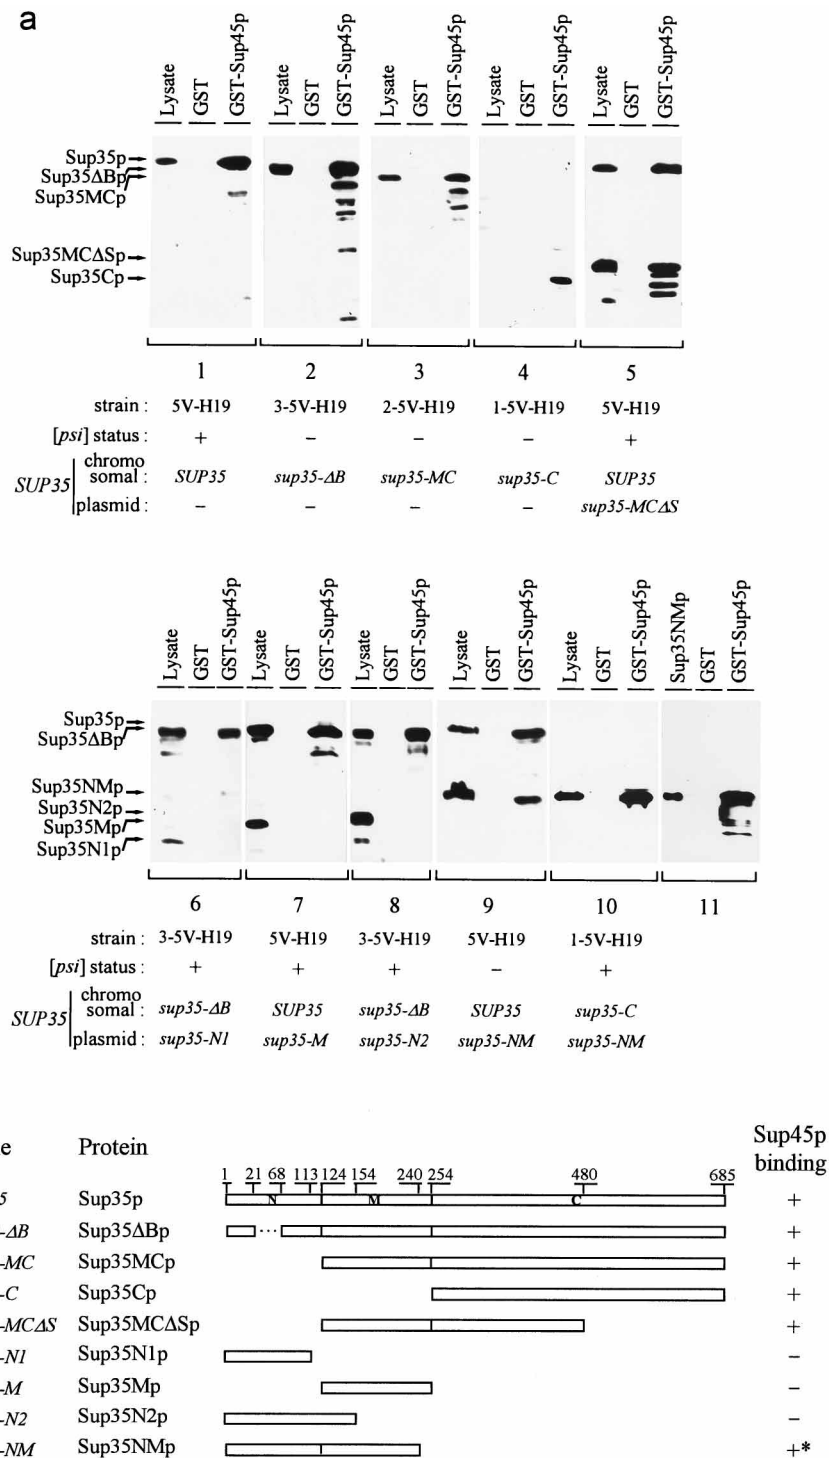 a
Lysate GST GST-Sup45p Lysate GST GST-Sup45p Lysate GST GST-Sup45p Lysate GST GST-Sup45p Lysate GST GST-Sup45p
Sup35p
Sup35ΔBp
Sup35MCp
Sup35MCΔSp
Sup35Cp
1 2 3 4 5
strain : 5V-H19 3-5V-H19 2-5V-H19 1-5V-H19 5V-H19
[psi] status : + – – – +
SUP35
chromo
somal : SUP35 sup35-ΔB sup35-MC sup35-C SUP35
plasmid : – – – – sup35-MCΔS
Lysate GST GST-Sup45p Lysate GST GST-Sup45p Lysate GST GST-Sup45p Lysate GST GST-Sup45p Lysate GST GST-Sup45p Sup35NMp GST GST-Sup45p
Sup35p
Sup35ΔBp
Sup35NMp
Sup35N2p
Sup35Mp
Sup35N1p
6 7 8 9 10 11
strain : 3-5V-H19 5V-H19 3-5V-H19 5V-H19 1-5V-H19
[psi] status : + + + – +
SUP35
chromo
somal : sup35-ΔB SUP35 sup35-ΔB SUP35 sup35-C
plasmid : sup35-N1 sup35-M sup35-N2 sup35-NM sup35-NM
e Protein Sup45p
binding
1 21 68 113 124 154 240 254 480 685
5 Sup35p N M C +
-ΔB Sup35ΔBp +
-MC Sup35MCp +
-C Sup35Cp +
-MCΔS Sup35MCΔSp +
-N1 Sup35N1p –
-M Sup35Mp –
-N2 Sup35N2p –
-NM Sup35NMp +*